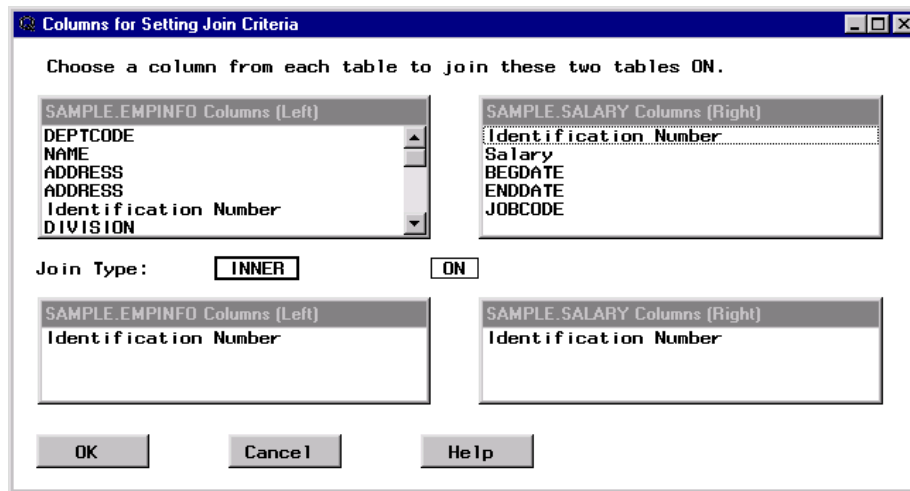 Columns for Setting Join Criteria
Choose a column from each table to join these two tables ON.
SAMPLE.EMPINFO Columns (Left)
DEPTCODE
NAME
ADDRESS
ADDRESS
Identification Number
DIVISION
SAMPLE.SALARY Columns (Right)
Identification Number
Salary
BEGDATE
ENDDATE
JOBCODE
Join Type: INNER ON
SAMPLE.EMPINFO Columns (Left)
Identification Number
SAMPLE.SALARY Columns (Right)
Identification Number
OK Cancel Help